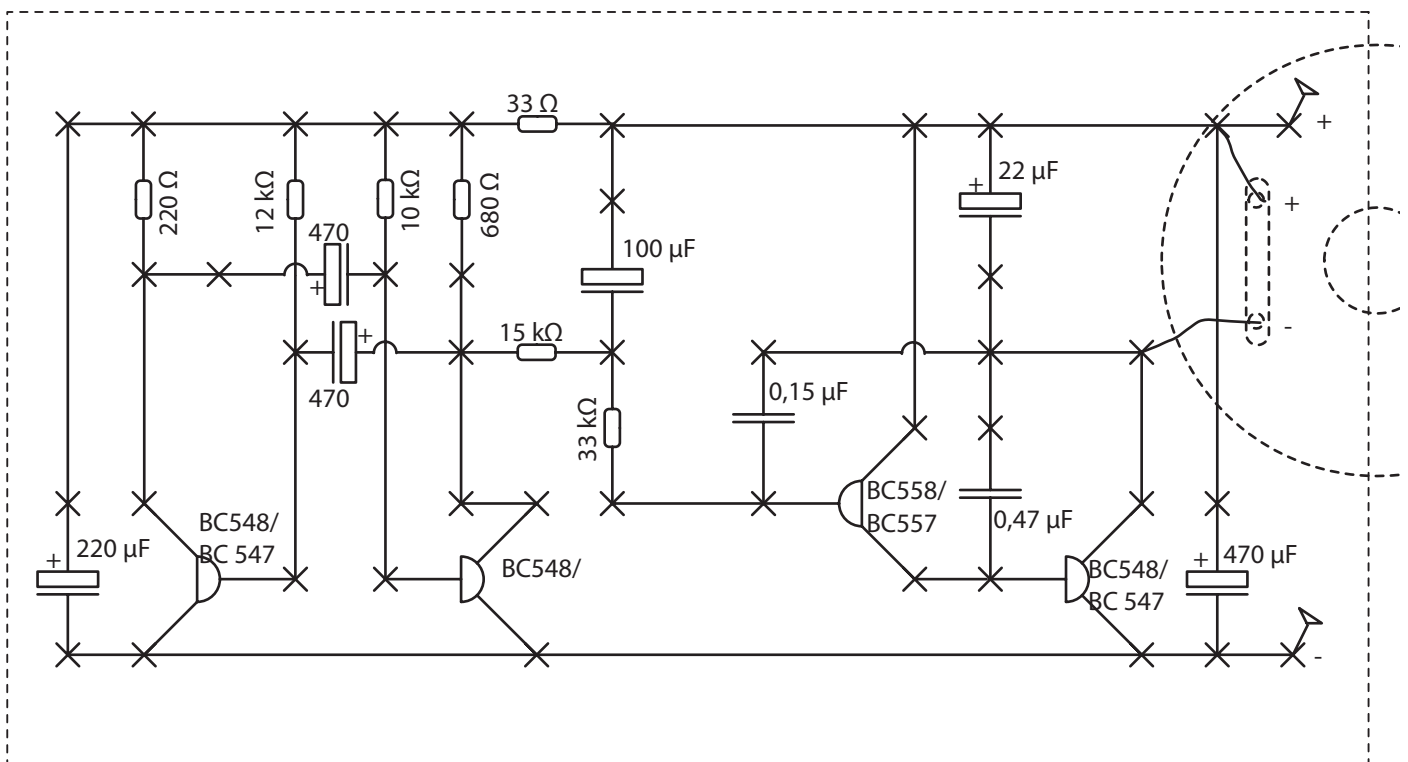 33 Ω
+
220 Ω
12 kΩ
10 kΩ
680 Ω
22 µF
+
+
470
+
100 µF
+
15 kΩ
-
470
0,15 µF
33 kΩ
BC558/
BC557
0,47 µF
BC548/
BC 547
220 µF
+
BC548/
BC548/
BC 547
470 µF
+
-